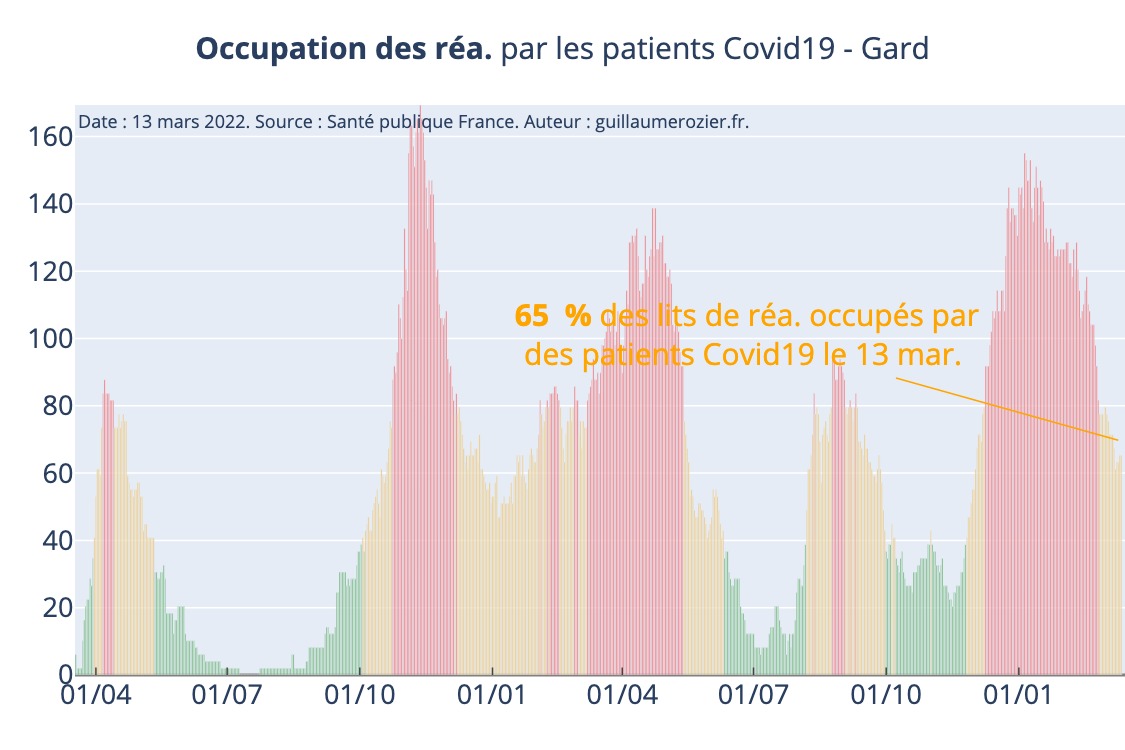 Occupation des réa. par les patients Covid19 - Gard
Date : 13 mars 2022. Source : Santé publique France. Auteur : guillaumerozier.fr.
160
140
120
100
80
60
40
20
0
65 % des lits de réa. occupés par
des patients Covid19 le 13 mar.
01/04 01/07 01/10 01/01 01/04 01/07 01/10 01/01